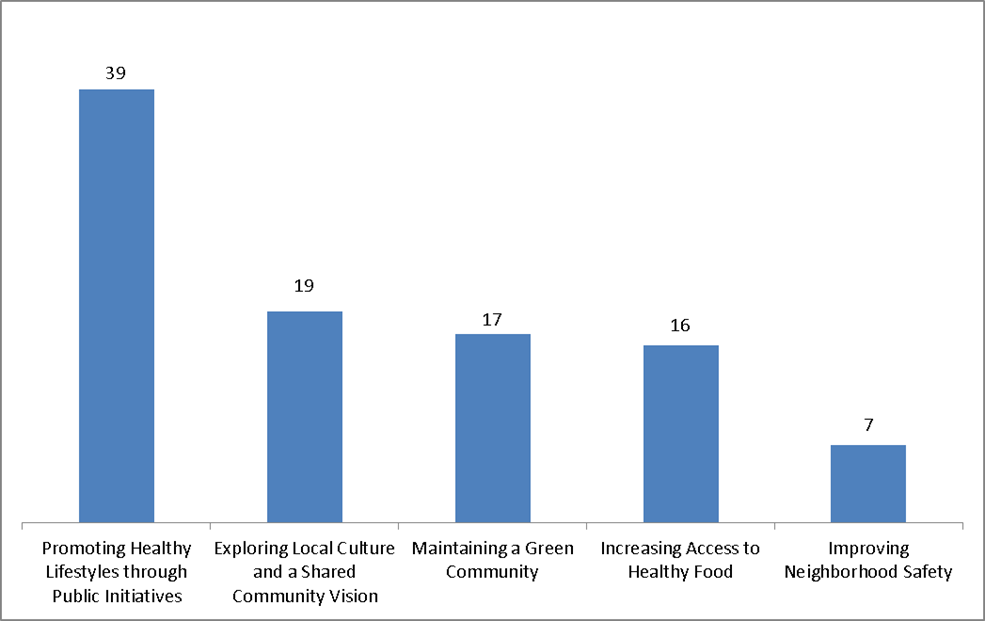 39
19
17
16
7
Promoting Healthy
Lifestyles through
Public Initiatives
Exploring Local Culture
and a Shared
Community Vision
Maintaining a Green
Community
Increasing Access to
Healthy Food
Improving
Neighborhood Safety